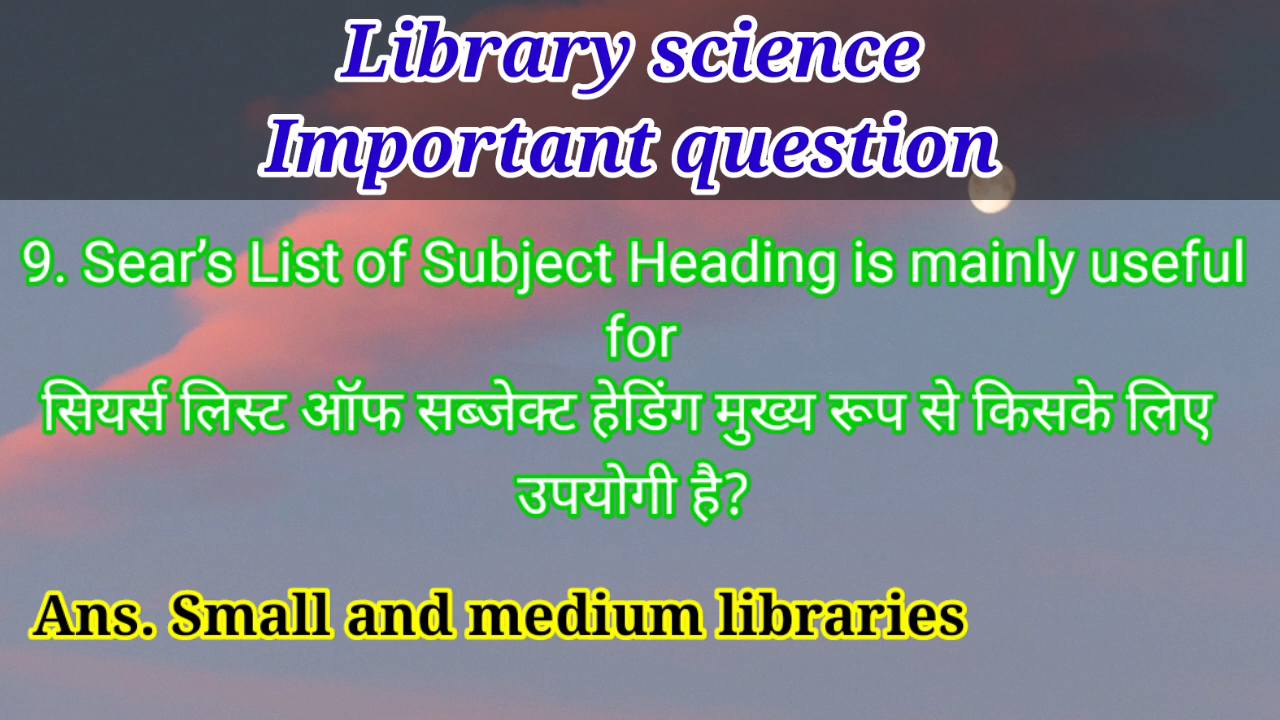 Library science
Important question
9. Sear’s List of Subject Heading is mainly useful
for
सियर्स लिस्ट ऑफ सब्जेक्ट हेडिंग मुख्य रूप से किसके लिए
उपयोगी है?
Ans. Small and medium libraries